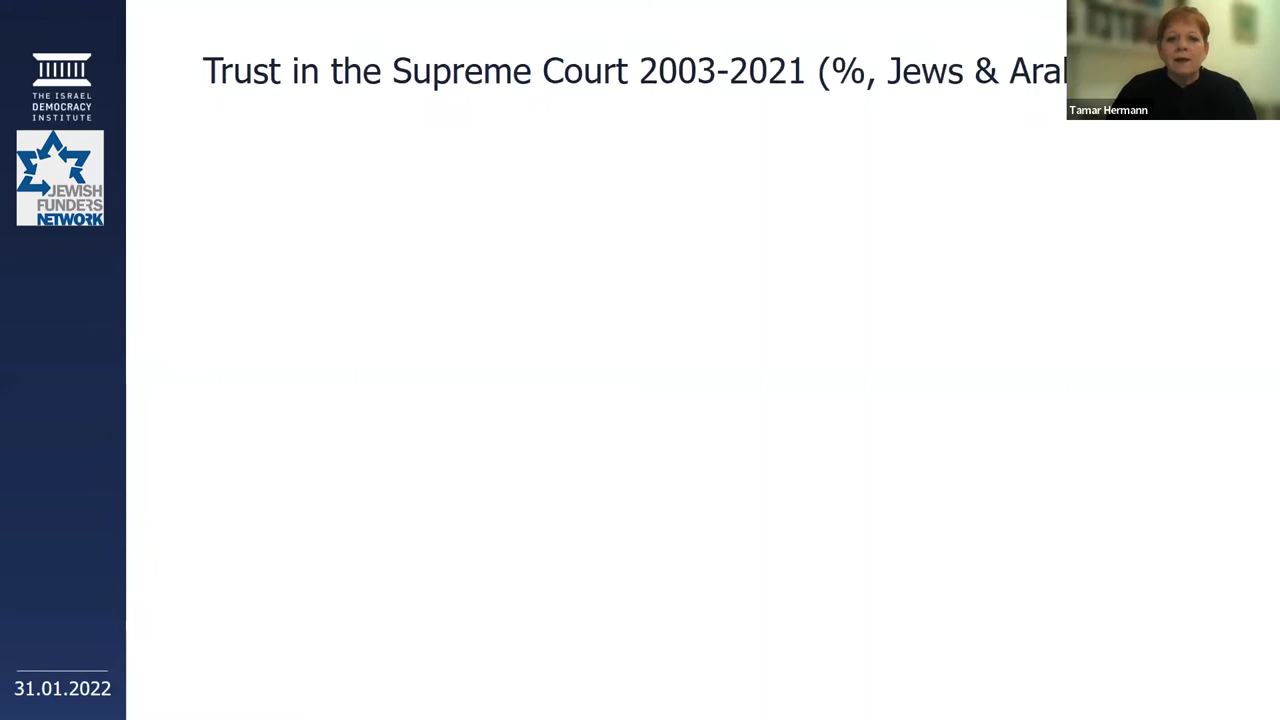 Trust in the Supreme Court 2003-2021 (%, Jews & Ara
Tamar Hermann
THE ISRAEL
DEMOCRACY
INSTITUTE
JEWISH
FUNDERS
NETWORK
31.01.2022